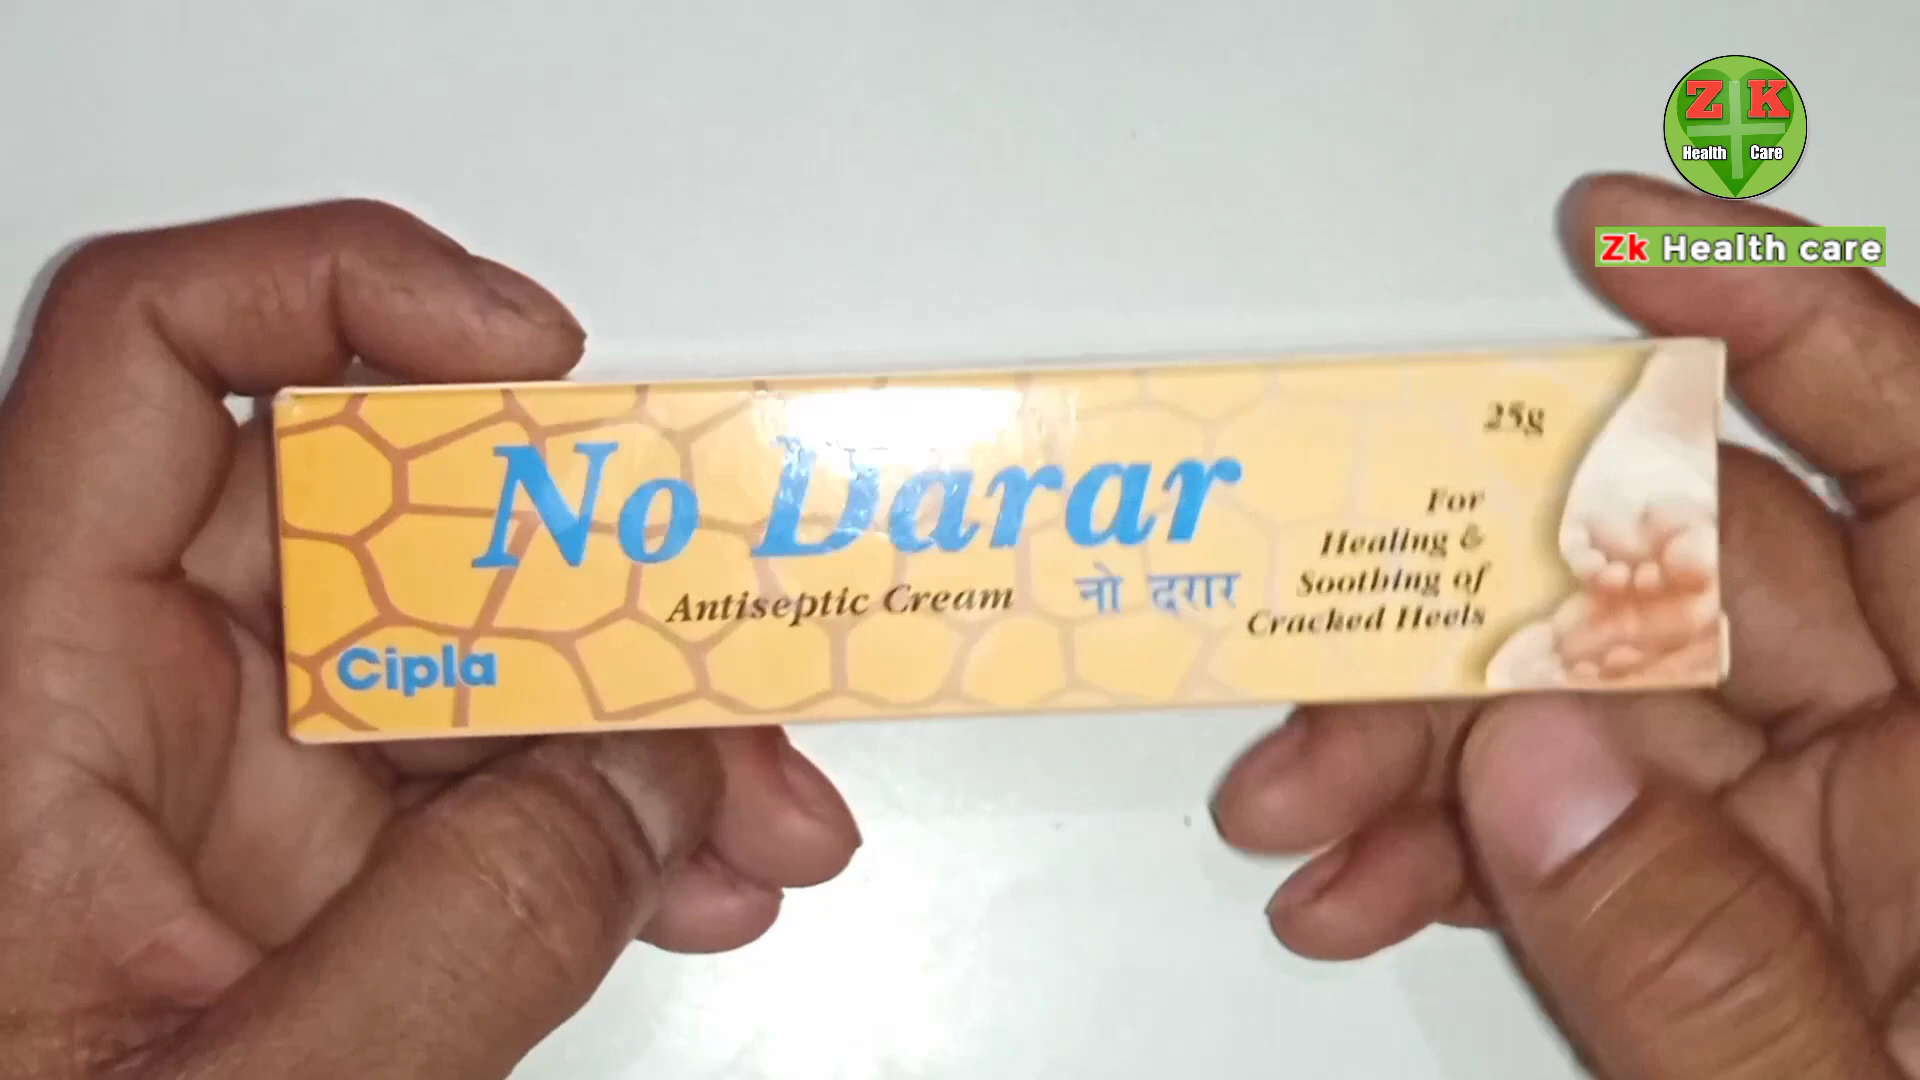 Z K
Health Care
Zk Health care
25g
No Darar
Antiseptic Cream
नो दरार
For
Healing &
Soothing of
Cracked Heels
Cipla